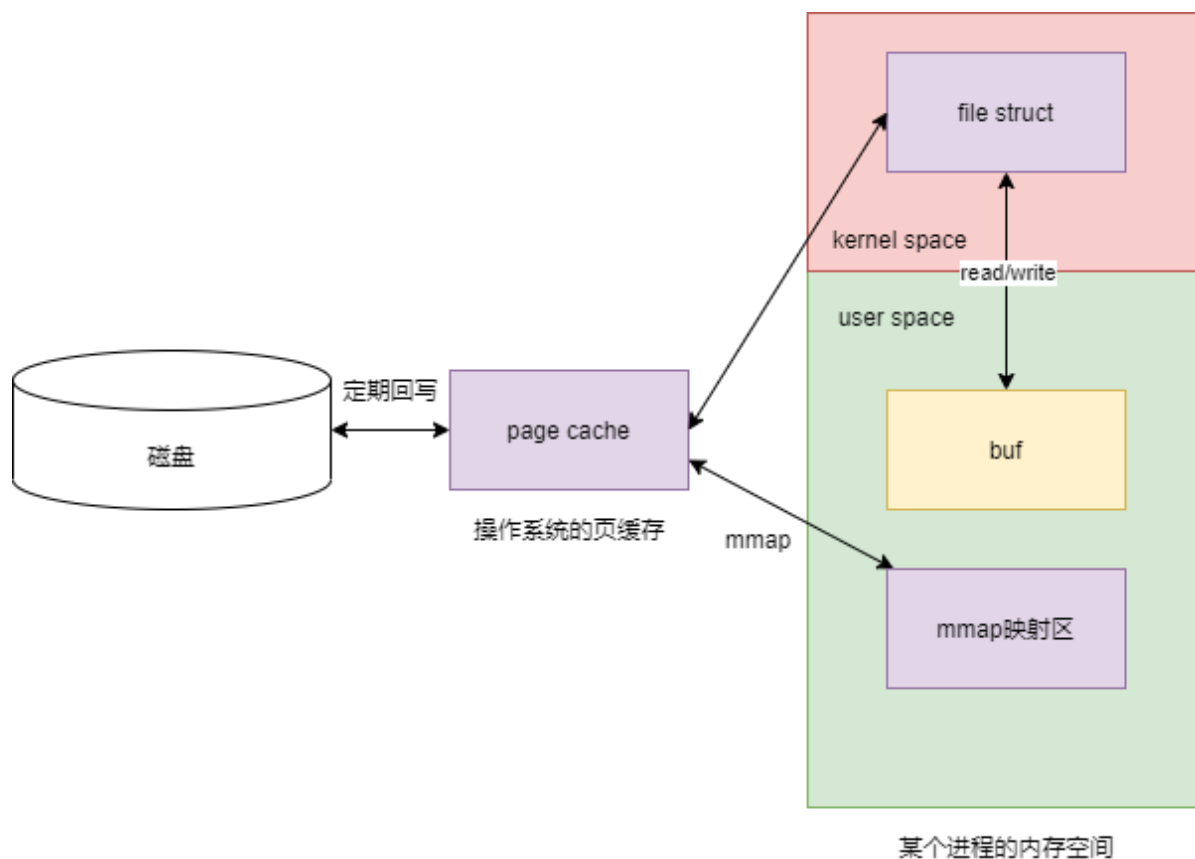 file struct
kernel space
read/write
user space
定期回写
磁盘
page cache
buf
操作系统的页缓存
mmap
mmap映射区
某个进程的内存空间